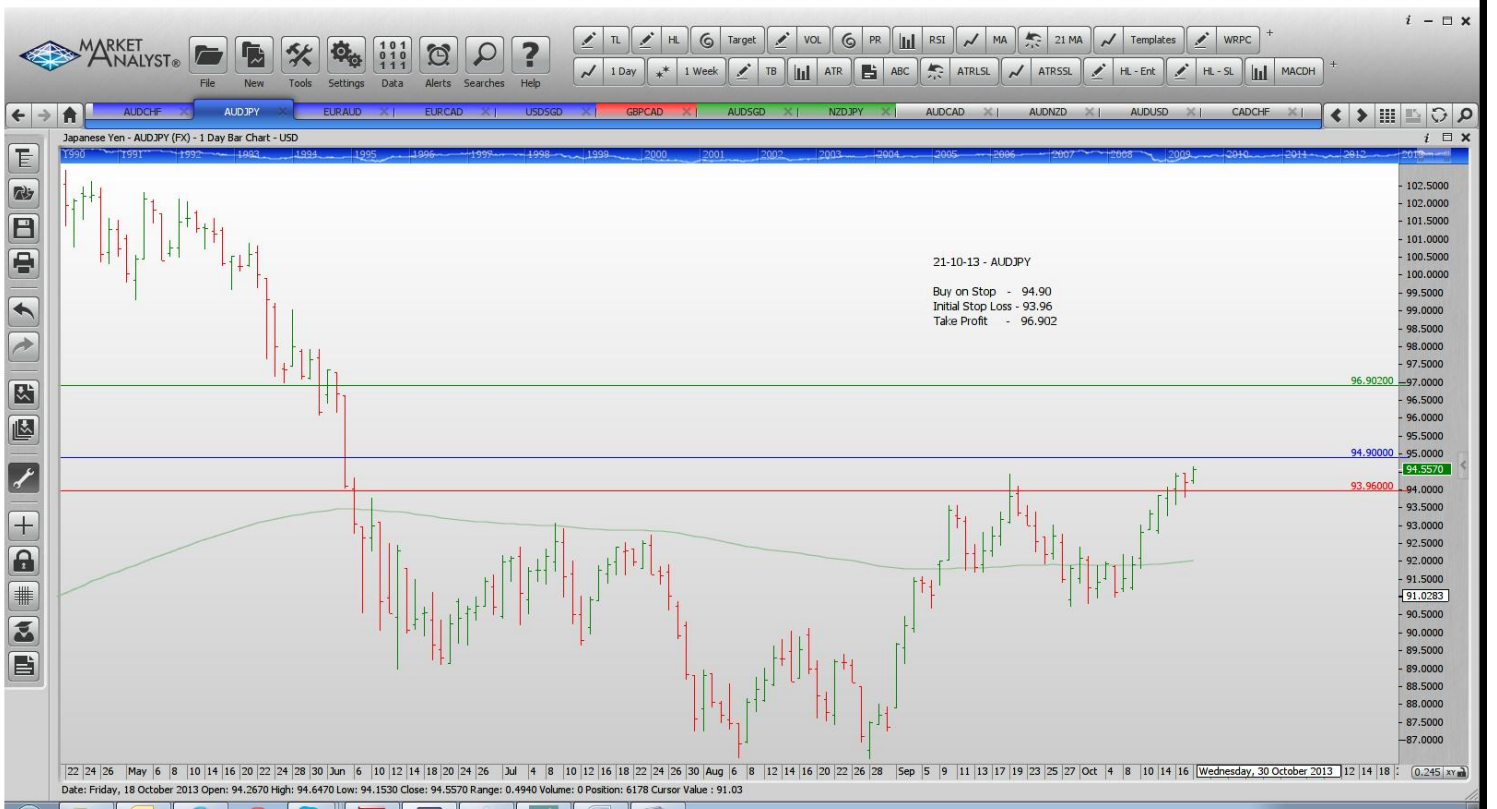 i
MARKET
ANALYST®
File New Tools Settings Data Alerts Searches Help
101
010
111
TL HL Target VOL PR RSI MA 21 MA Templates WRPC +
1 Day 1 Week TB ATR ABC ATRLSL ATRSSL HL - Ent HL - SL MACDH +
AUDCHF AUDJPY EURAUD EURCAD USDSGD GBPCAD AUDSGD NZDJPY AUDCAD AUDNZD AUDUSD CADCHF
Japanese Yen - AUDJPY (FX) - 1 Day Bar Chart - USD
1990 1991 1992 1993 1994 1995 1996 1997 1998 1999 2000 2001 2002 2003 2004 2005 2006 2007 2008 2009 2010 2011 2012 2013
21-10-13 - AUDJPY
Buy on Stop - 94.90
Initial Stop Loss - 93.96
Take Profit - 96.902
96.90200
94.90000
93.96000
102.5000
102.0000
101.5000
101.0000
100.5000
100.0000
99.5000
99.0000
98.5000
98.0000
97.5000
97.0000
96.5000
96.0000
95.5000
95.0000
94.5570
94.0000
93.5000
93.0000
92.5000
92.0000
91.5000
91.0283
90.5000
90.0000
89.5000
89.0000
88.5000
88.0000
87.5000
87.0000
22 24 26 May 6 8 10 14 16 20 22 24 28 30 Jun 6 10 12 14 18 20 24 26 Jul 4 8 10 12 16 18 22 24 26 30 Aug 6 8 12 14 16 20 22 26 28 Sep 5 9 11 13 17 19 23 25 27 Oct 4 8 10 14 16 Wednesday, 30 October 2013 12 14 18 0.245 XY
Date: Friday, 18 October 2013 Open: 94.2670 High: 94.6470 Low: 94.1530 Close: 94.5570 Range: 0.4940 Volume: 0 Position: 6178 Cursor Value : 91.03